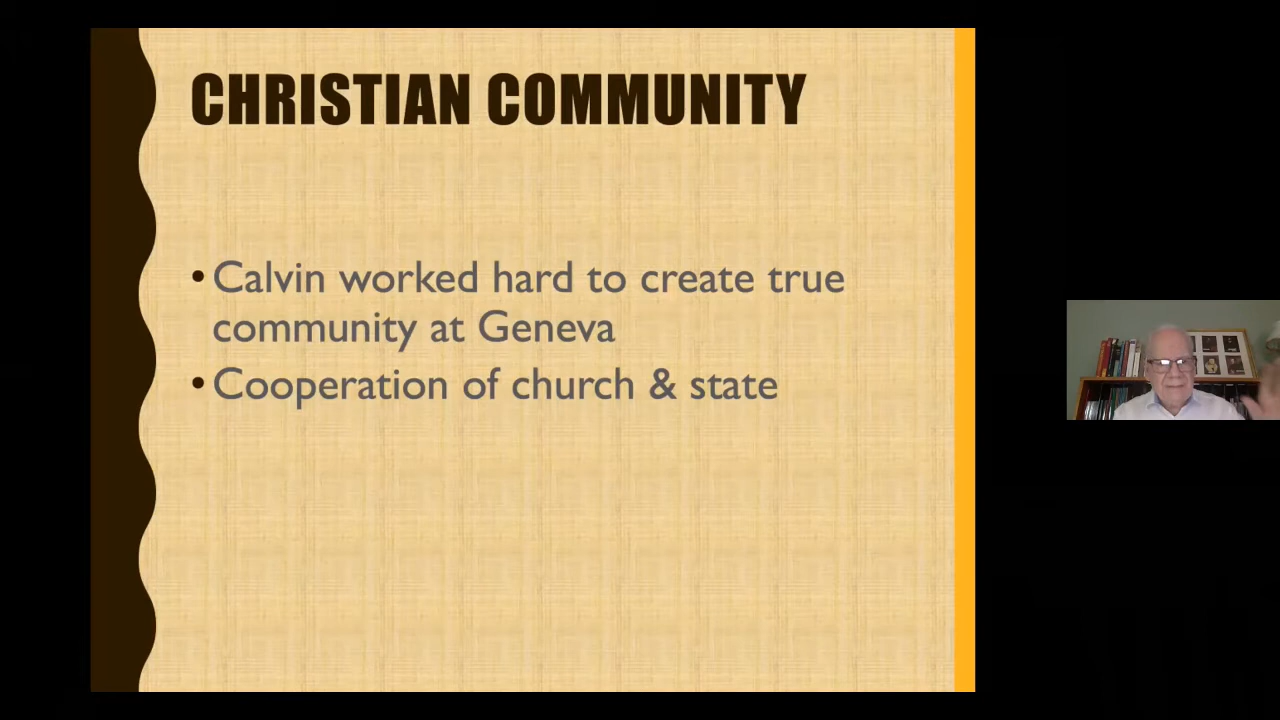 CHRISTIAN COMMUNITY
• Calvin worked hard to create true
community at Geneva
• Cooperation of church & state